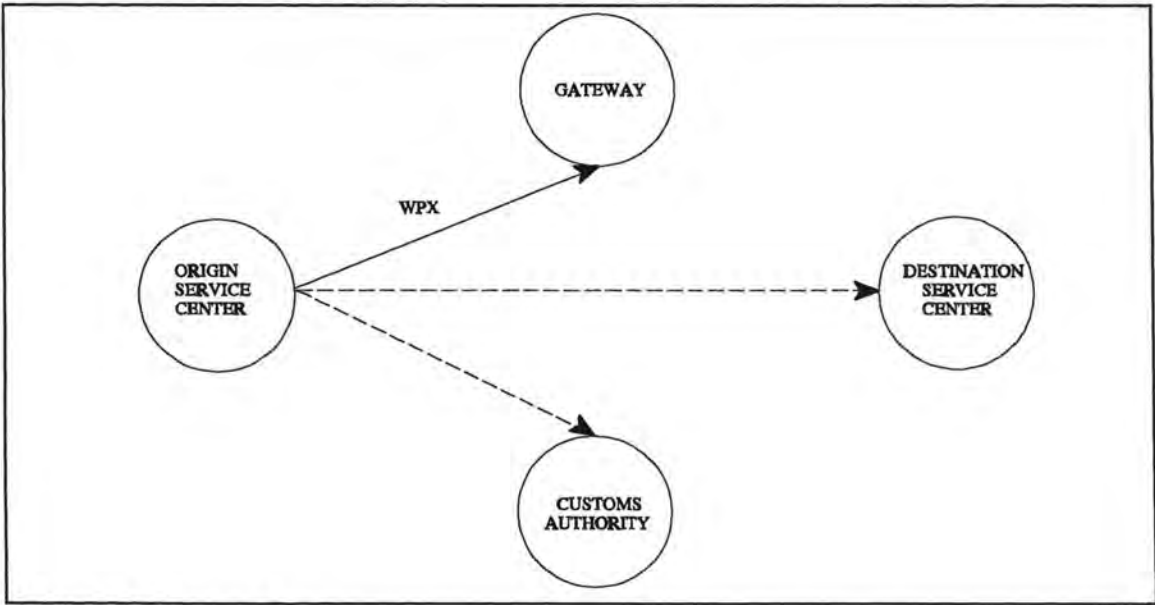 GATEWAY
WPX
ORIGIN
SERVICE
CENTER
DESTINATION
SERVICE
CENTER
CUSTOMS
AUTHORITY